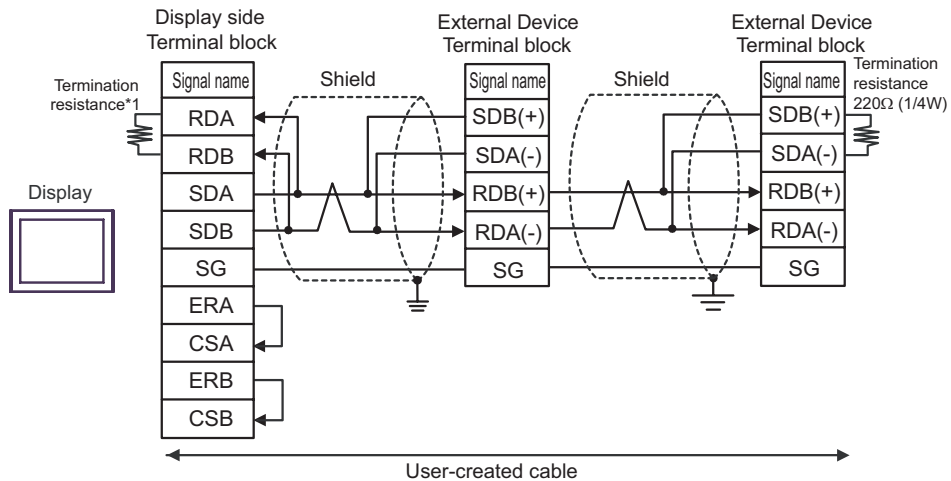 Display side
Terminal block
External Device
Terminal block
External Device
Terminal block
Termination
resistance*1
Signal name
Shield
Signal name
Shield
Signal name
Termination
resistance
220Ω (1/4W)
RDA
SDB(+)
SDB(+)
RDB
SDA(-)
SDA(-)
Display
SDA
RDB(+)
RDB(+)
SDB
RDA(-)
RDA(-)
SG
SG
SG
ERA
CSA
ERB
CSB
User-created cable